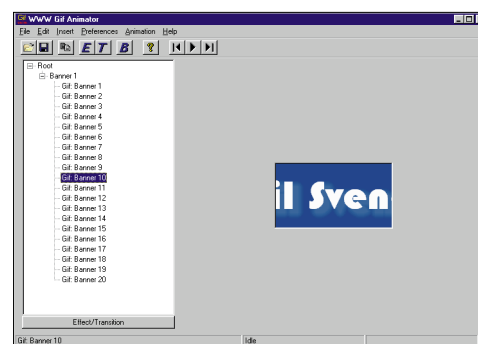 WWW Gif Animator
File Edit Insert Preferences Animation Help
E T B ?
Root
Banner 1
Gif: Banner 1
Gif: Banner 2
Gif: Banner 3
Gif: Banner 4
Gif: Banner 5
Gif: Banner 6
Gif: Banner 7
Gif: Banner 8
Gif: Banner 9
Gif: Banner 10
Gif: Banner 11
Gif: Banner 12
Gif: Banner 13
Gif: Banner 14
Gif: Banner 15
Gif: Banner 16
Gif: Banner 17
Gif: Banner 18
Gif: Banner 19
Gif: Banner 20
il Sven
Effect/Transition
Gif: Banner 10 Idle